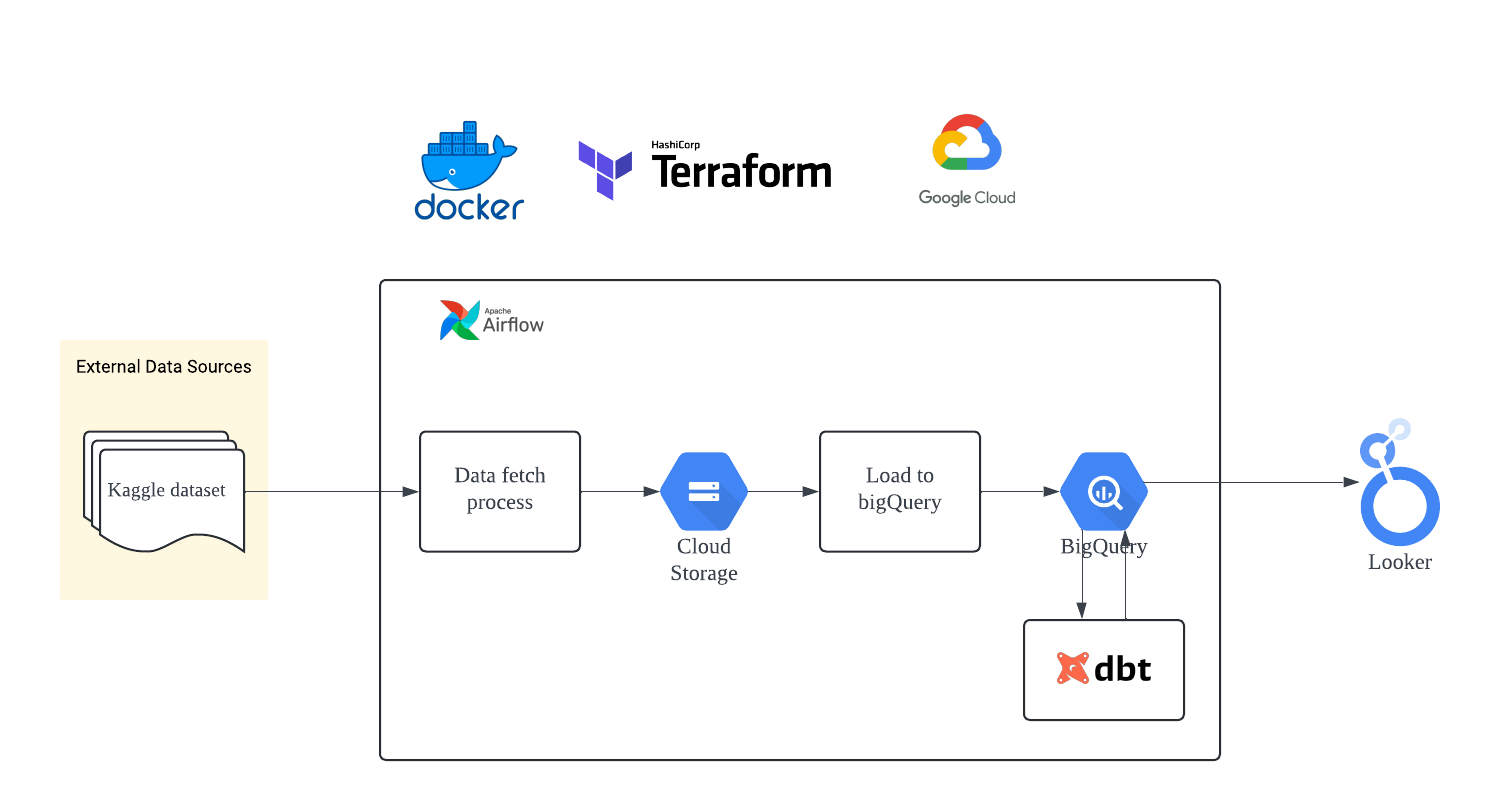 docker
HashiCorp
Terraform
Google Cloud
Apache
Airflow
External Data Sources
Kaggle dataset
Data fetch
process
Cloud
Storage
Load to
bigQuery
BigQuery
dbt
Looker